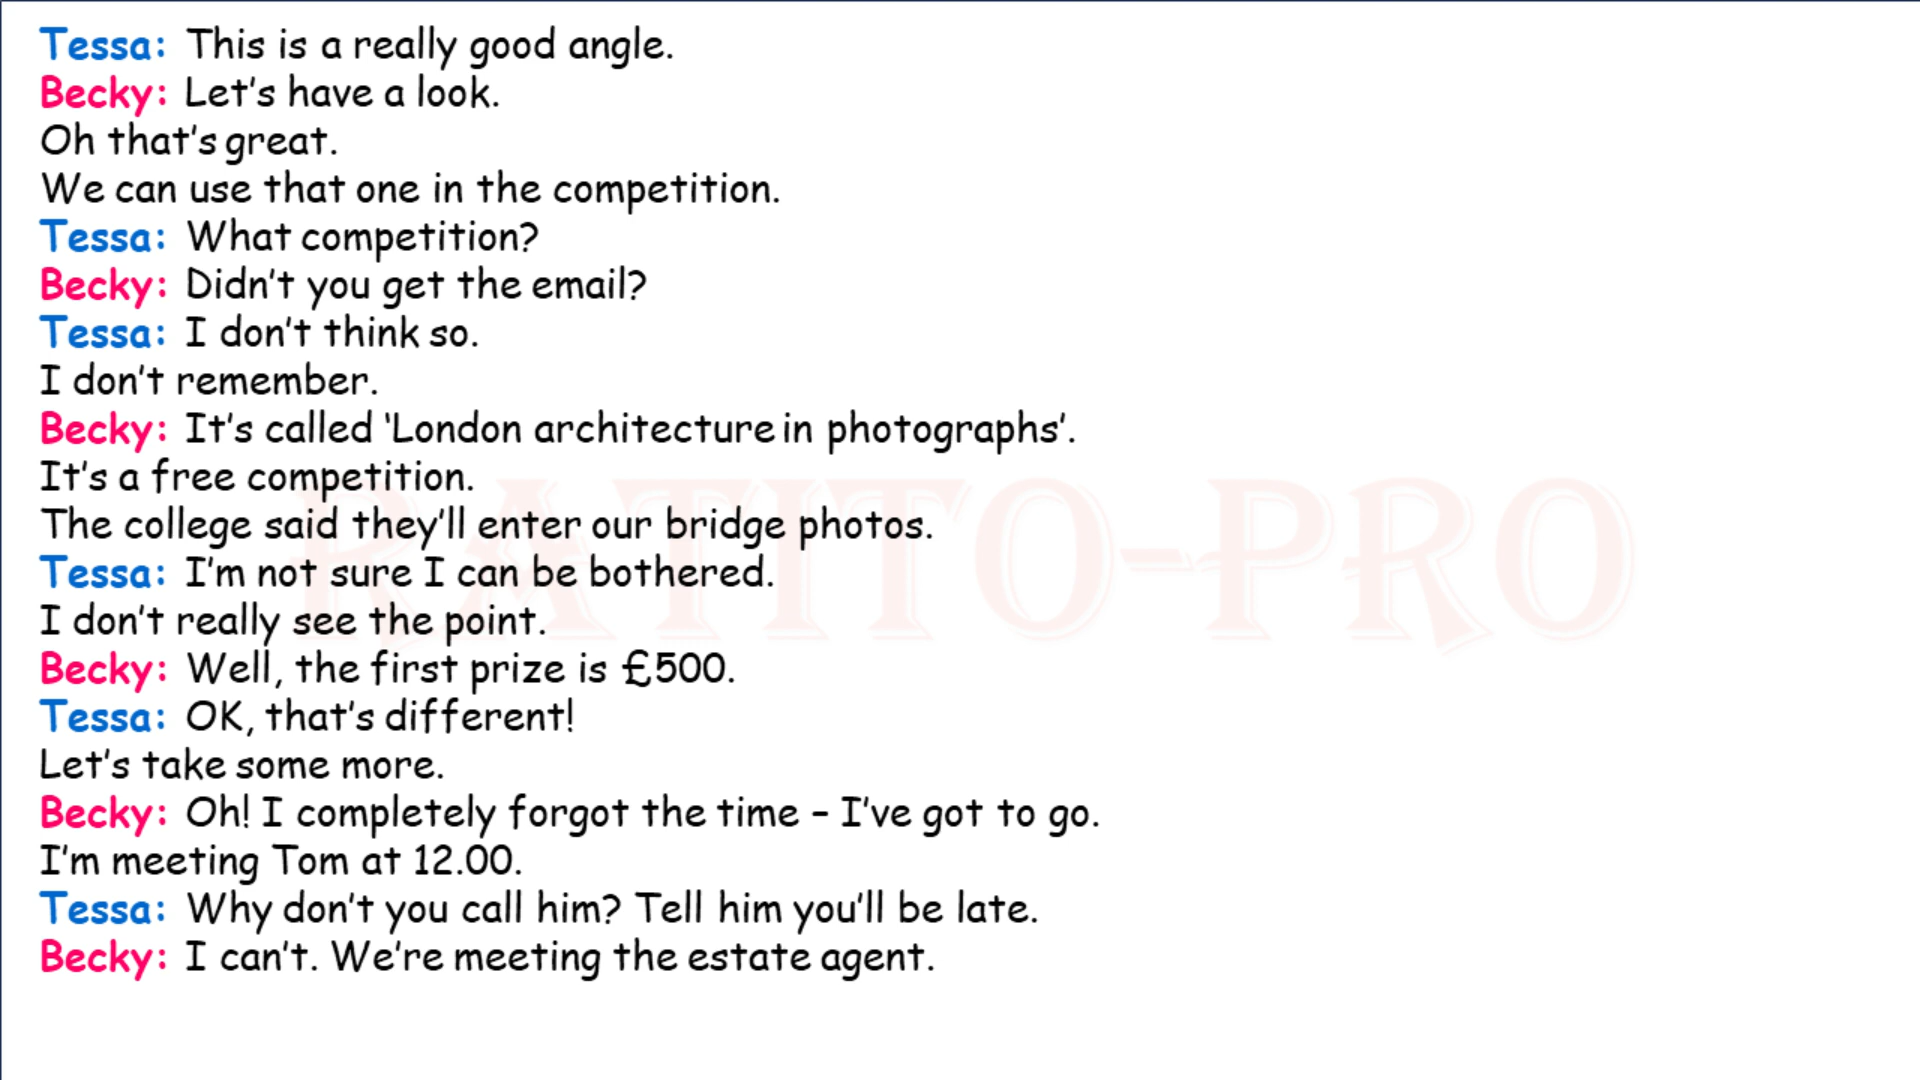 Tessa: This is a really good angle.
Becky: Let's have a look.
Oh that's great.
We can use that one in the competition.
Tessa: What competition?
Becky: Didn't you get the email?
Tessa: I don't think so.
I don't remember.
Becky: It's called ‘London architecture in photographs’.
It's a free competition.
The college said they'll enter our bridge photos.
Tessa: I'm not sure I can be bothered.
I don't really see the point.
Becky: Well, the first prize is £500.
Tessa: OK, that's different!
Let's take some more.
Becky: Oh! I completely forgot the time – I've got to go.
I'm meeting Tom at 12.00.
Tessa: Why don't you call him? Tell him you'll be late.
Becky: I can't. We're meeting the estate agent.
RATITO-PRO